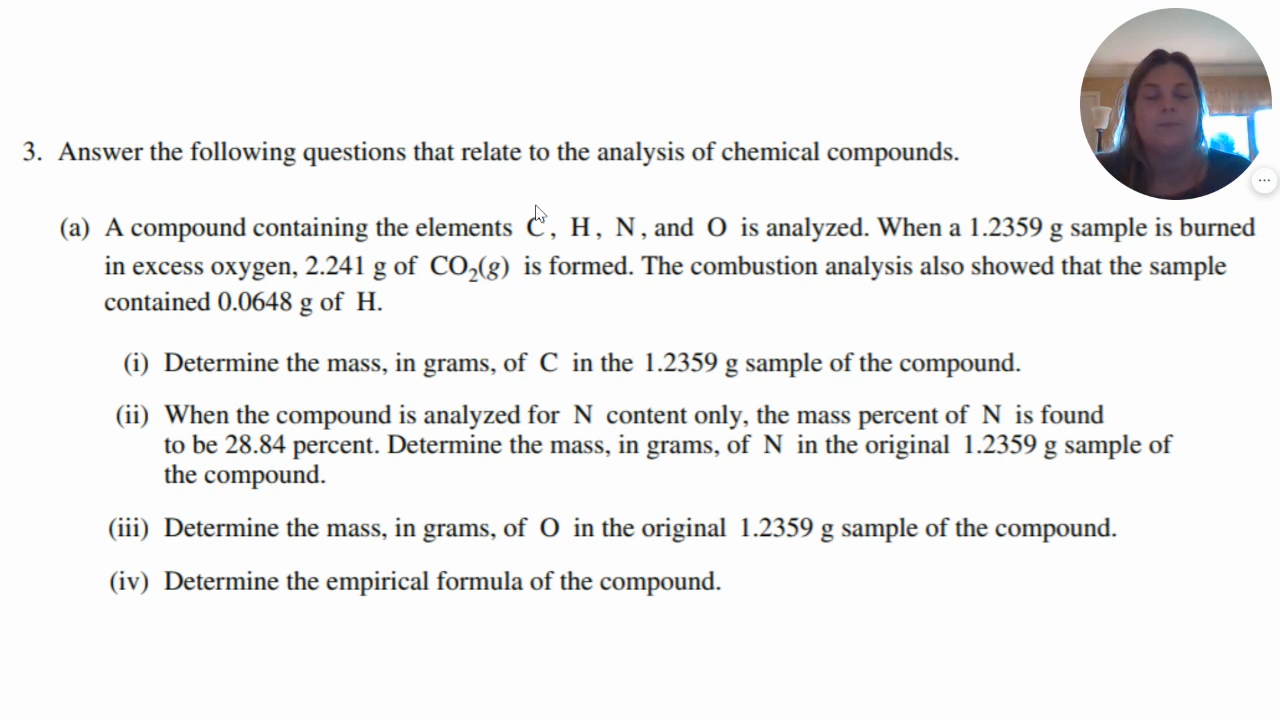 3. Answer the following questions that relate to the analysis of chemical compounds.
(a) A compound containing the elements C, H, N, and O is analyzed. When a 1.2359 g sample is burned
in excess oxygen, 2.241 g of CO₂(g) is formed. The combustion analysis also showed that the sample
contained 0.0648 g of H.
(i) Determine the mass, in grams, of C in the 1.2359 g sample of the compound.
(ii) When the compound is analyzed for N content only, the mass percent of N is found
to be 28.84 percent. Determine the mass, in grams, of N in the original 1.2359 g sample of
the compound.
(iii) Determine the mass, in grams, of O in the original 1.2359 g sample of the compound.
(iv) Determine the empirical formula of the compound.